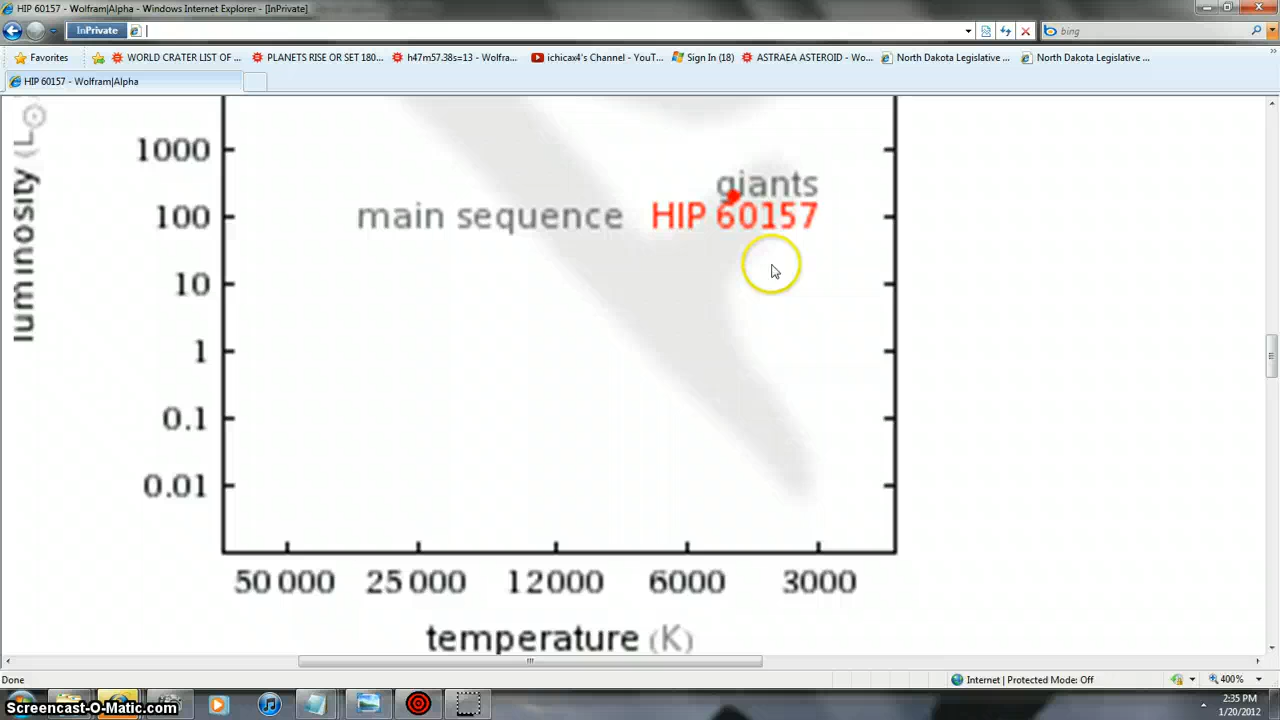 HIP 60157 - Wolfram|Alpha - Windows Internet Explorer - [InPrivate]
InPrivate
bing
Favorites
WORLD CRATER LIST OF ...
PLANETS RISE OR SET 180...
h47m57.38s=13 - Wolfra...
ichicax4's Channel - YouT...
Sign In (18)
ASTRAEA ASTEROID - Wo...
North Dakota Legislative ...
North Dakota Legislative ...
HIP 60157 - Wolfram|Alpha
luminosity (L☉
1000
100
10
1
0.1
0.01
giants
main sequence
HIP 60157
50 000
25 000
12 000
6000
3000
temperature (K)
Done
Internet | Protected Mode: Off
400%
Screencast-O-Matic.com
2:35 PM
1/20/2012